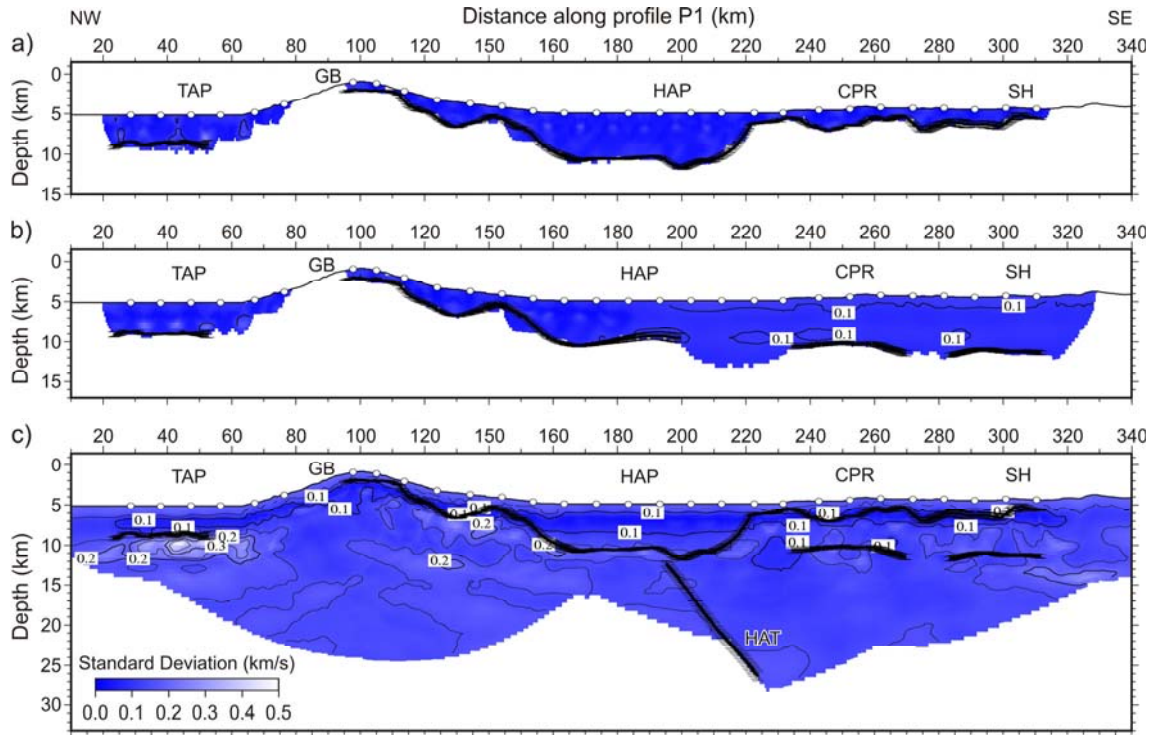 NW Distance along profile P1 (km) SE
20 40 60 80 100 120 140 160 180 200 220 240 260 280 300 320 340
a)
0
5
10
15
Depth (km)
TAP GB HAP CPR SH
b)
20 40 60 80 100 120 140 150 160 180 200 220 240 260 280 300 320 340
0
5
10
15
Depth (km)
TAP GB HAP CPR SH
0.1 0.1 0.1 0.1 0.1
c)
20 40 60 80 100 120 140 150 160 180 200 220 240 260 280 300 320 340
0
5
10
15
20
25
30
Depth (km)
TAP GB HAP CPR SH
0.1 0.1 0.1 0.1 0.1 0.1
0.1 0.1 0.2 0.2 0.1 0.1 0.1 0.1
0.2 0.2 0.3 0.2
HAT
Standard Deviation (km/s)
0.0 0.1 0.2 0.3 0.4 0.5